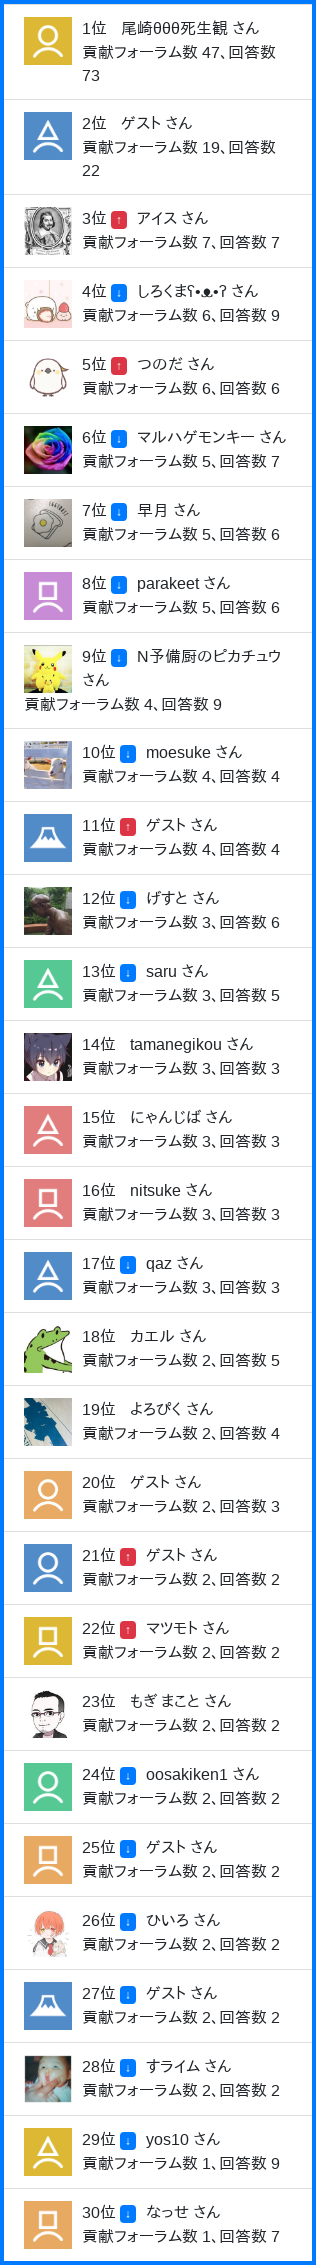 1位 尾崎θθθ死生観 さん
貢献フォーラム数 47、回答数
73
2位 ゲスト さん
貢献フォーラム数 19、回答数
22
3位 ↑ アイス さん
貢献フォーラム数 7、回答数 7
4位 ↓ しろくまʕ•ᴥ•ʔ さん
貢献フォーラム数 6、回答数 9
5位 ↑ つのだ さん
貢献フォーラム数 6、回答数 6
6位 ↓ マルハゲモンキー さん
貢献フォーラム数 5、回答数 7
7位 ↓ 早月 さん
貢献フォーラム数 5、回答数 6
8位 ↓ parakeet さん
貢献フォーラム数 5、回答数 6
9位 ↓ N予備厨のピカチュウ
さん
貢献フォーラム数 4、回答数 9
10位 ↓ moesuke さん
貢献フォーラム数 4、回答数 4
11位 ↑ ゲスト さん
貢献フォーラム数 4、回答数 4
12位 ↓ げすと さん
貢献フォーラム数 3、回答数 6
13位 ↓ saru さん
貢献フォーラム数 3、回答数 5
14位 tamanegikou さん
貢献フォーラム数 3、回答数 3
15位 にゃんじば さん
貢献フォーラム数 3、回答数 3
16位 nitsuke さん
貢献フォーラム数 3、回答数 3
17位 ↓ qaz さん
貢献フォーラム数 3、回答数 3
18位 カエル さん
貢献フォーラム数 2、回答数 5
19位 よろぴく さん
貢献フォーラム数 2、回答数 4
20位 ゲスト さん
貢献フォーラム数 2、回答数 3
21位 ↑ ゲスト さん
貢献フォーラム数 2、回答数 2
22位 ↑ マツモト さん
貢献フォーラム数 2、回答数 2
23位 もぎ まこと さん
貢献フォーラム数 2、回答数 2
24位 ↓ oosakiken1 さん
貢献フォーラム数 2、回答数 2
25位 ↓ ゲスト さん
貢献フォーラム数 2、回答数 2
26位 ↓ ひいろ さん
貢献フォーラム数 2、回答数 2
27位 ↓ ゲスト さん
貢献フォーラム数 2、回答数 2
28位 ↓ すライム さん
貢献フォーラム数 2、回答数 2
29位 ↓ yos10 さん
貢献フォーラム数 1、回答数 9
30位 ↓ なっせ さん
貢献フォーラム数 1、回答数 7